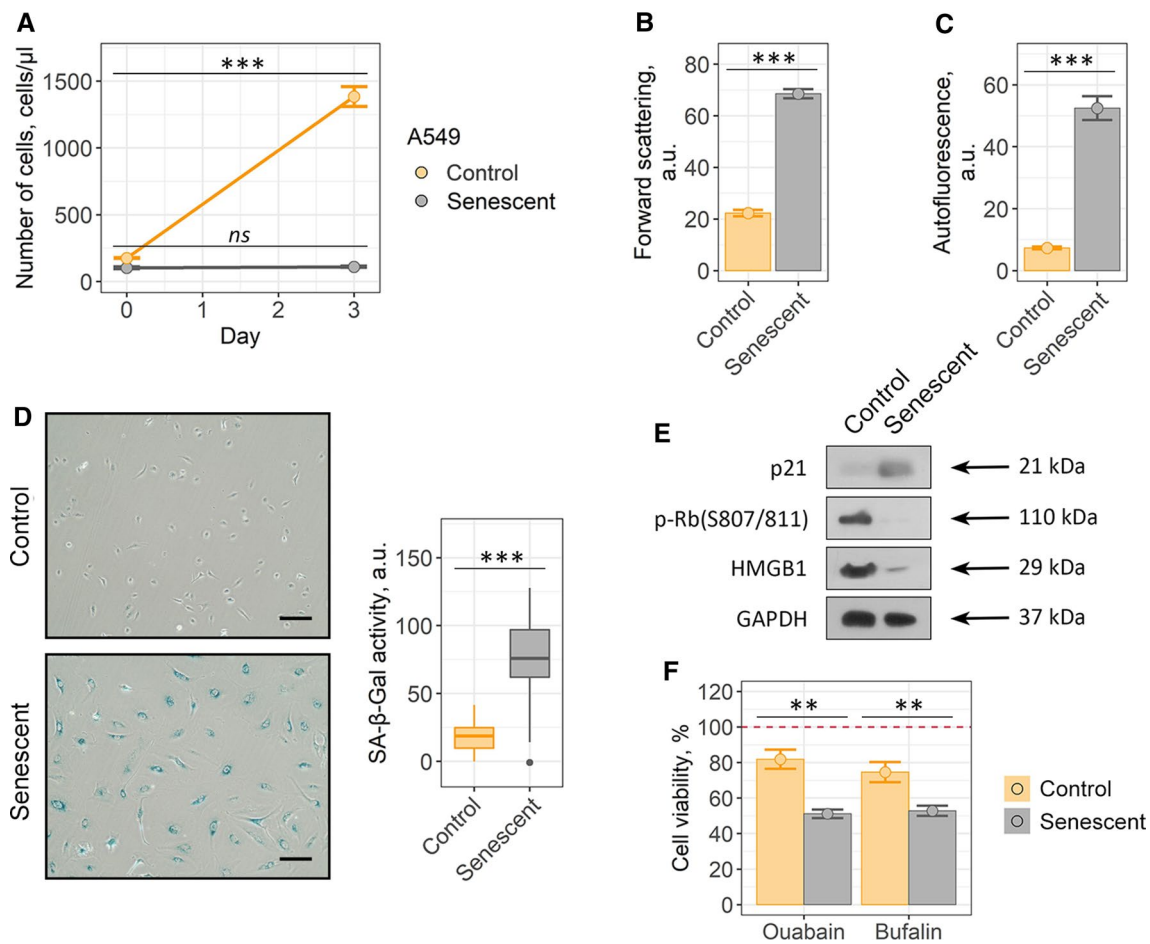 A
Number of cells, cells/µl
1500
1000
500
0
***
ns
0 1 2 3
Day
A549
Control
Senescent
B
Forward scattering,
a.u.
80
60
40
20
0
***
Control
Senescent
C
Autofluorescence,
a.u.
60
40
20
0
***
Control
Senescent
D
Control
Senescent
SA-β-Gal activity, a.u.
150
100
50
0
***
Control
Senescent
E
Control
Senescent
p21
21 kDa
p-Rb(S807/811)
110 kDa
HMGB1
29 kDa
GAPDH
37 kDa
F
Cell viability, %
120
100
80
60
40
20
0
** **
Ouabain Bufalin
Control
Senescent